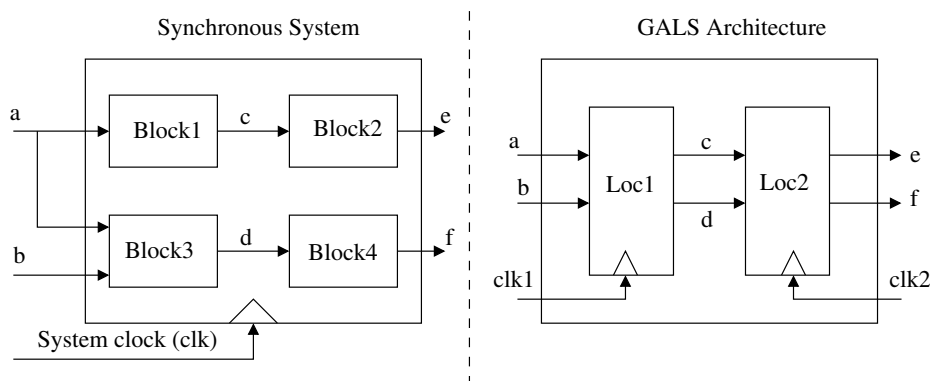 Synchronous System
a
Block1
c
Block2
e
b
Block3
d
Block4
f
System clock (clk)
GALS Architecture
a
b
Loc1
c
d
Loc2
e
f
clk1
clk2